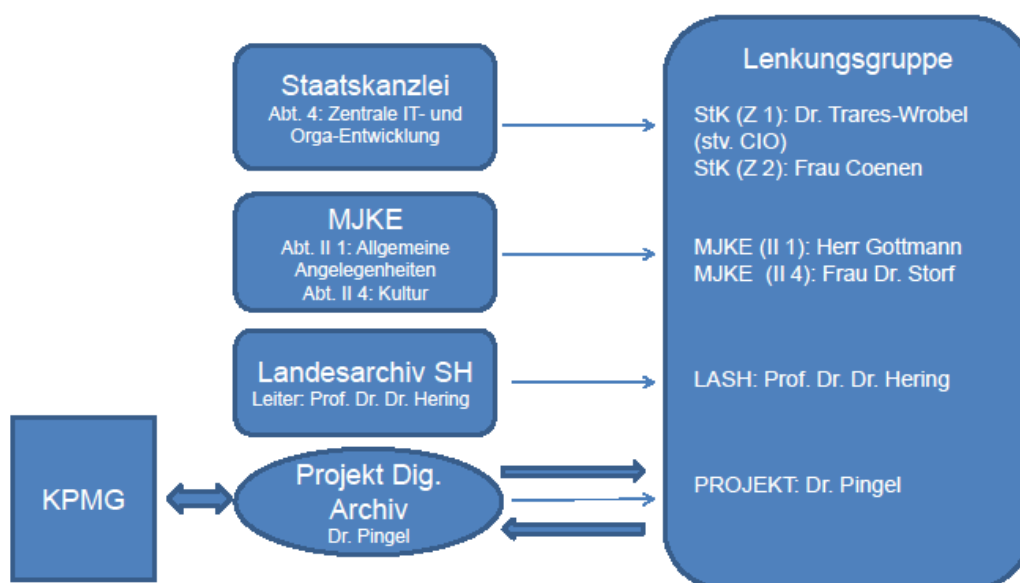 Staatskanzlei
Abt. 4: Zentrale IT- und
Orga-Entwicklung
MJKE
Abt. II 1: Allgemeine
Angelegenheiten
Abt. II 4: Kultur
Landesarchiv SH
Leiter: Prof. Dr. Dr. Hering
KPMG
Projekt Dig.
Archiv
Dr. Pingel
Lenkungsgruppe
StK (Z 1): Dr. Trares-Wrobel
(stv. CIO)
StK (Z 2): Frau Coenen
MJKE (II 1): Herr Gottmann
MJKE (II 4): Frau Dr. Storf
LASH: Prof. Dr. Dr. Hering
PROJEKT: Dr. Pingel